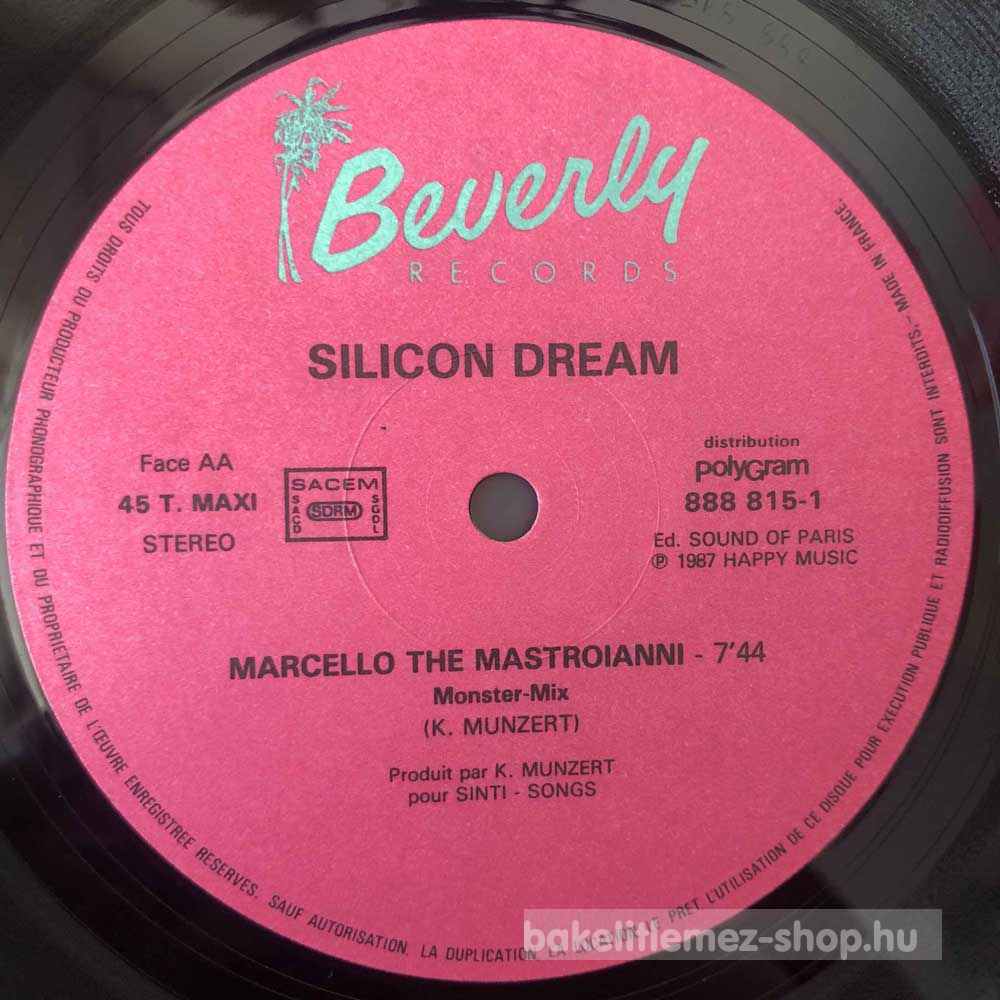 Beverly
RECORDS
SILICON DREAM
Face AA
45 T. MAXI
STEREO
SACEM
SACD
SDRM
SGDL
distribution
polyGram
888 815-1
Ed. SOUND OF PARIS
℗ 1987 HAPPY MUSIC
MARCELLO THE MASTROIANNI - 7'44
Monster-Mix
(K. MUNZERT)
Produit par K. MUNZERT
pour SINTI - SONGS
TOUS DROITS DU PRODUCTEUR PHONOGRAPHIQUE ET DU PROPRIETAIRE DE L'ŒUVRE ENREGISTREE RESERVES. SAUF AUTORISATION. LA DUPLICATION LA LOCATION. LE PRET L'UTILISATION DE CE DISQUE POUR EXECUTION PUBLIQUE ET RADIODIFFUSION SONT INTERDITS. - MADE IN FRANCE.
bakelitlemez-shop.hu